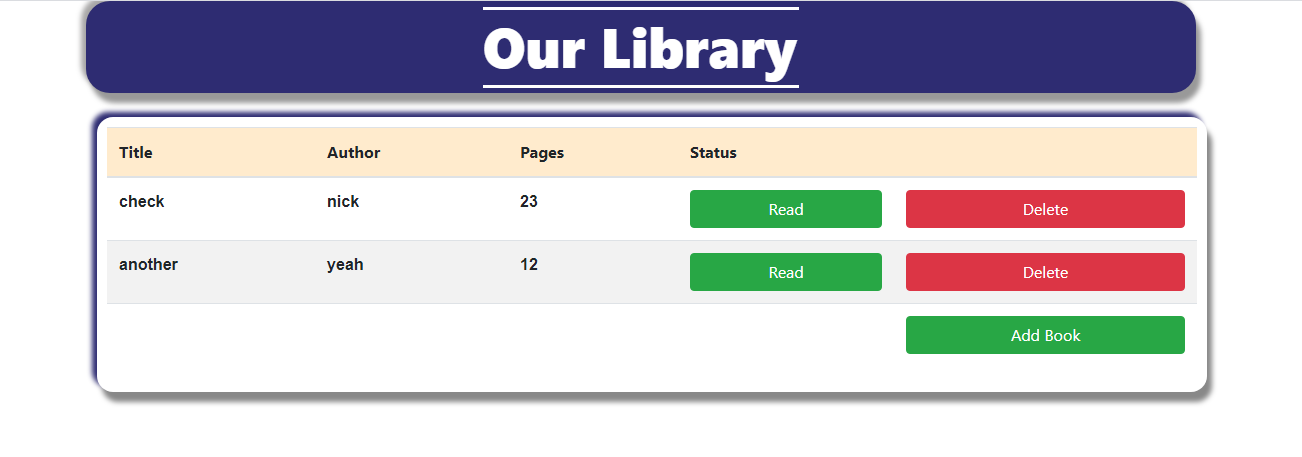 Our Library
Title Author Pages Status
check nick 23 Read Delete
another yeah 12 Read Delete
Add Book